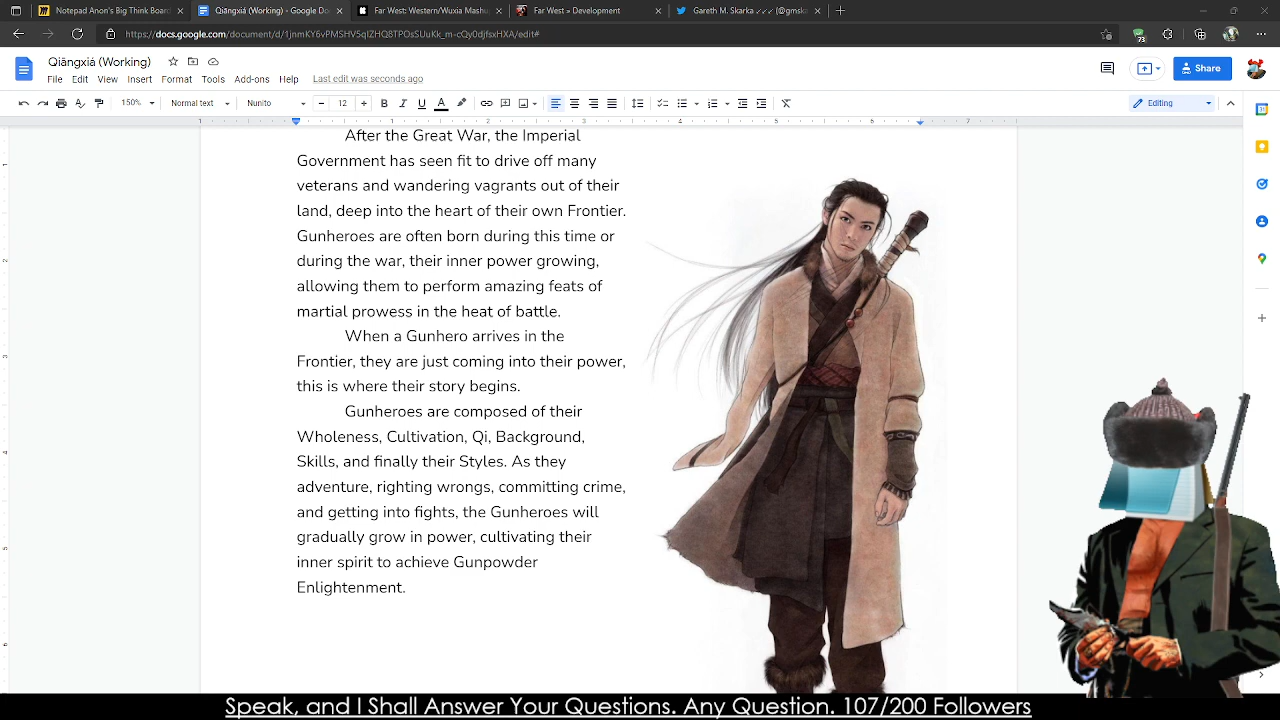 Notepad Anon's Big Think Board
Qiāngxiá (Working) - Google Do
Far West: Western/Wuxia Mashu
Far West » Development
Gareth M. Skarka ✓✓✓ (@gmska
Qiāngxiá (Working)
File Edit View Insert Format Tools Add-ons Help Last edit was seconds ago
Share
150% Normal text Nunito 12 Editing
After the Great War, the Imperial
Government has seen fit to drive off many
veterans and wandering vagrants out of their
land, deep into the heart of their own Frontier.
Gunheroes are often born during this time or
during the war, their inner power growing,
allowing them to perform amazing feats of
martial prowess in the heat of battle.
When a Gunhero arrives in the
Frontier, they are just coming into their power,
this is where their story begins.
Gunheroes are composed of their
Wholeness, Cultivation, Qi, Background,
Skills, and finally their Styles. As they
adventure, righting wrongs, committing crime,
and getting into fights, the Gunheroes will
gradually grow in power, cultivating their
inner spirit to achieve Gunpowder
Enlightenment.
Speak, and I Shall Answer Your Questions. Any Question. 107/200 Followers